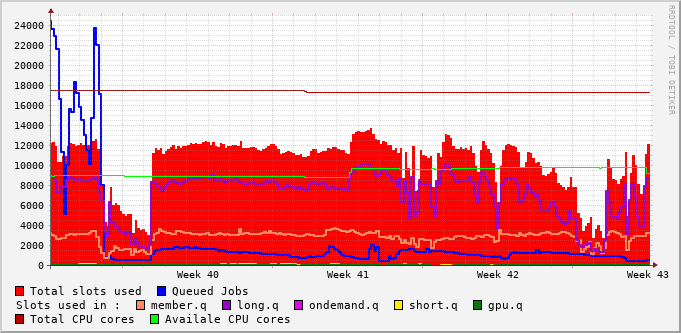 24000
22000
20000
18000
16000
14000
12000
10000
8000
6000
4000
2000
0
Week 40 Week 41 Week 42 Week 43
Total slots used Queued Jobs
Slots used in : member.q long.q ondemand.q short.q gpu.q
Total CPU cores Availale CPU cores
RRDTOOL / TOBI OETIKER